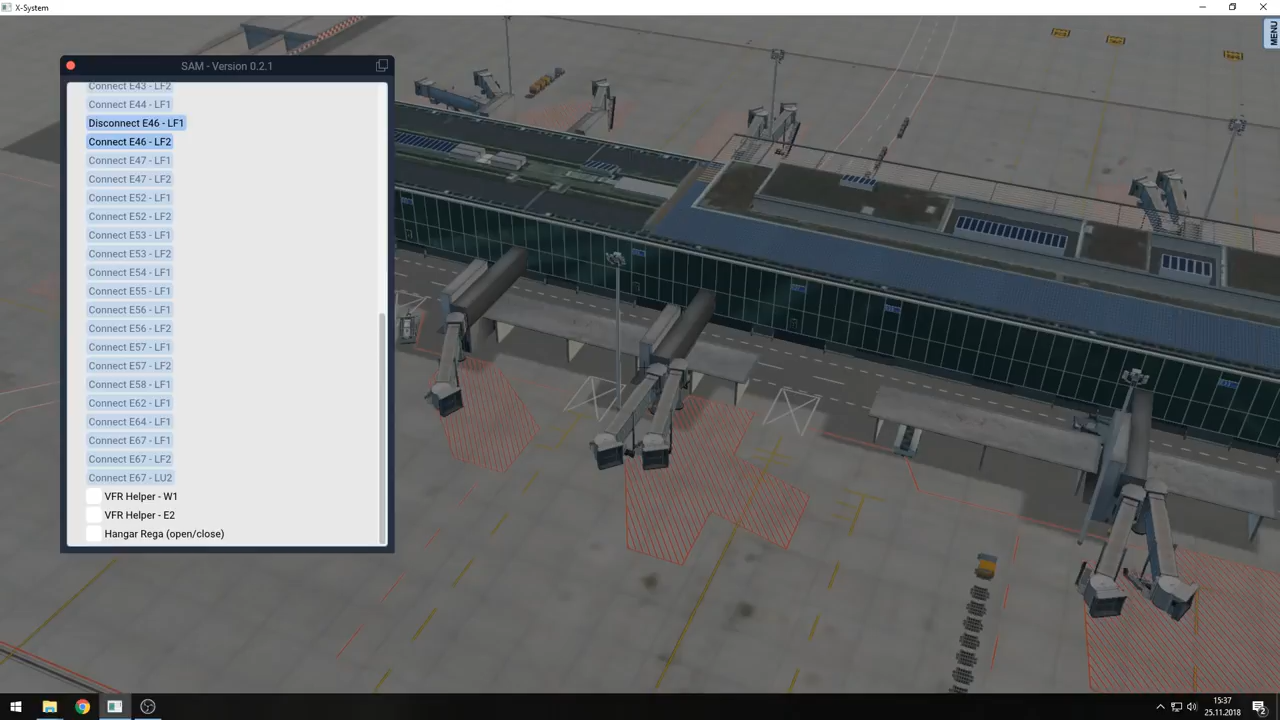 X-System
MENU
SAM - Version 0.2.1
Connect E43 - LF2
Connect E44 - LF1
Disconnect E46 - LF1
Connect E46 - LF2
Connect E47 - LF1
Connect E47 - LF2
Connect E52 - LF1
Connect E52 - LF2
Connect E53 - LF1
Connect E53 - LF2
Connect E54 - LF1
Connect E55 - LF1
Connect E56 - LF1
Connect E56 - LF2
Connect E57 - LF1
Connect E57 - LF2
Connect E58 - LF1
Connect E62 - LF1
Connect E64 - LF1
Connect E67 - LF1
Connect E67 - LF2
Connect E67 - LU2
VFR Helper - W1
VFR Helper - E2
Hangar Rega (open/close)
15:37
25.11.2018
2